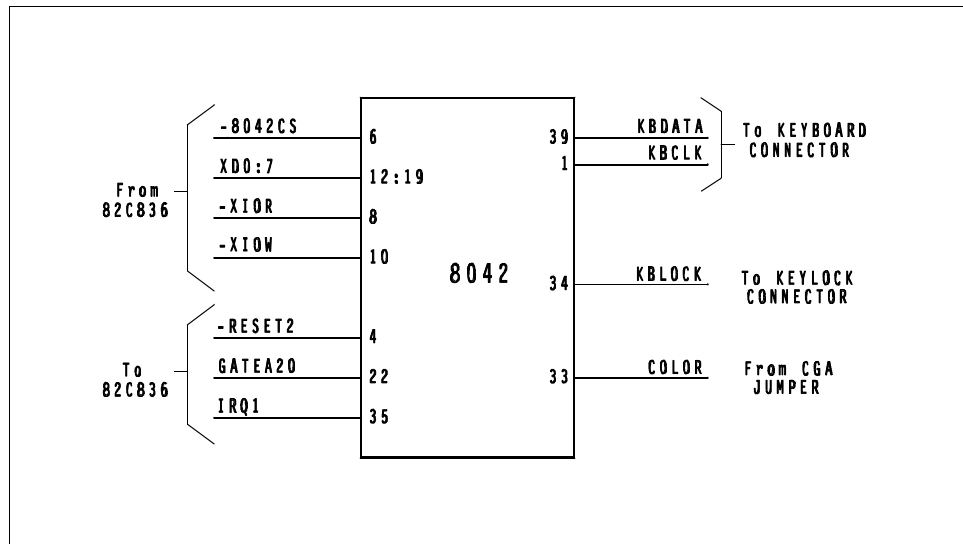 -8042CS
6
XD0:7
12:19
-XIOR
8
-XIOW
10
From
82C836
-RESET2
4
GATEA20
22
IRQ1
35
To
82C836
8042
39
KBDATA
1
KBCLK
To KEYBOARD
CONNECTOR
34
KBLOCK
To KEYLOCK
CONNECTOR
33
COLOR
From CGA
JUMPER